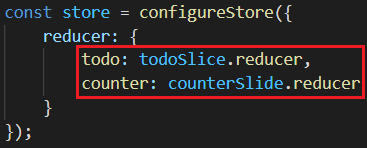 const store = configureStore({
reducer: {
todo: todoSlice.reducer,
counter: counterSlide.reducer
}
});